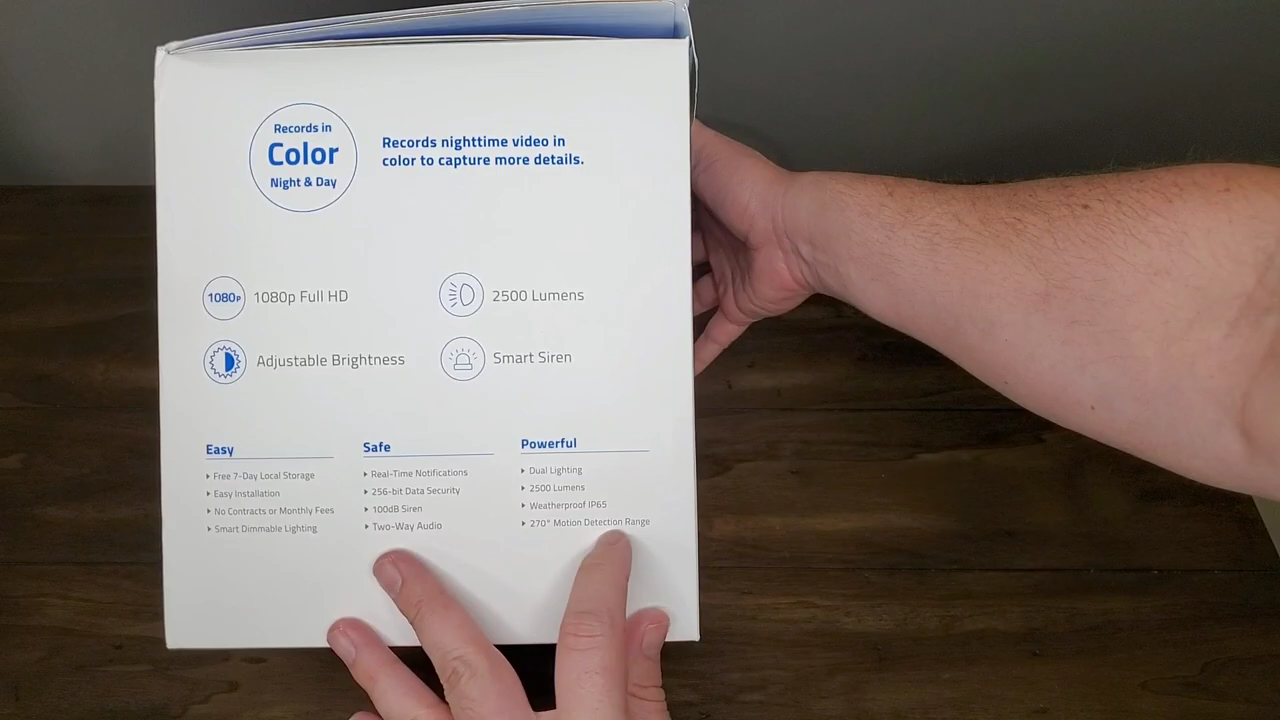 Records in
Color
Night & Day
Records nighttime video in
color to capture more details.
1080p
1080p Full HD
2500 Lumens
Adjustable Brightness
Smart Siren
Easy
Free 7-Day Local Storage
Easy Installation
No Contracts or Monthly Fees
Smart Dimmable Lighting
Safe
Real-Time Notifications
256-bit Data Security
100dB Siren
Two-Way Audio
Powerful
Dual Lighting
2500 Lumens
Weatherproof IP65
270° Motion Detection Range